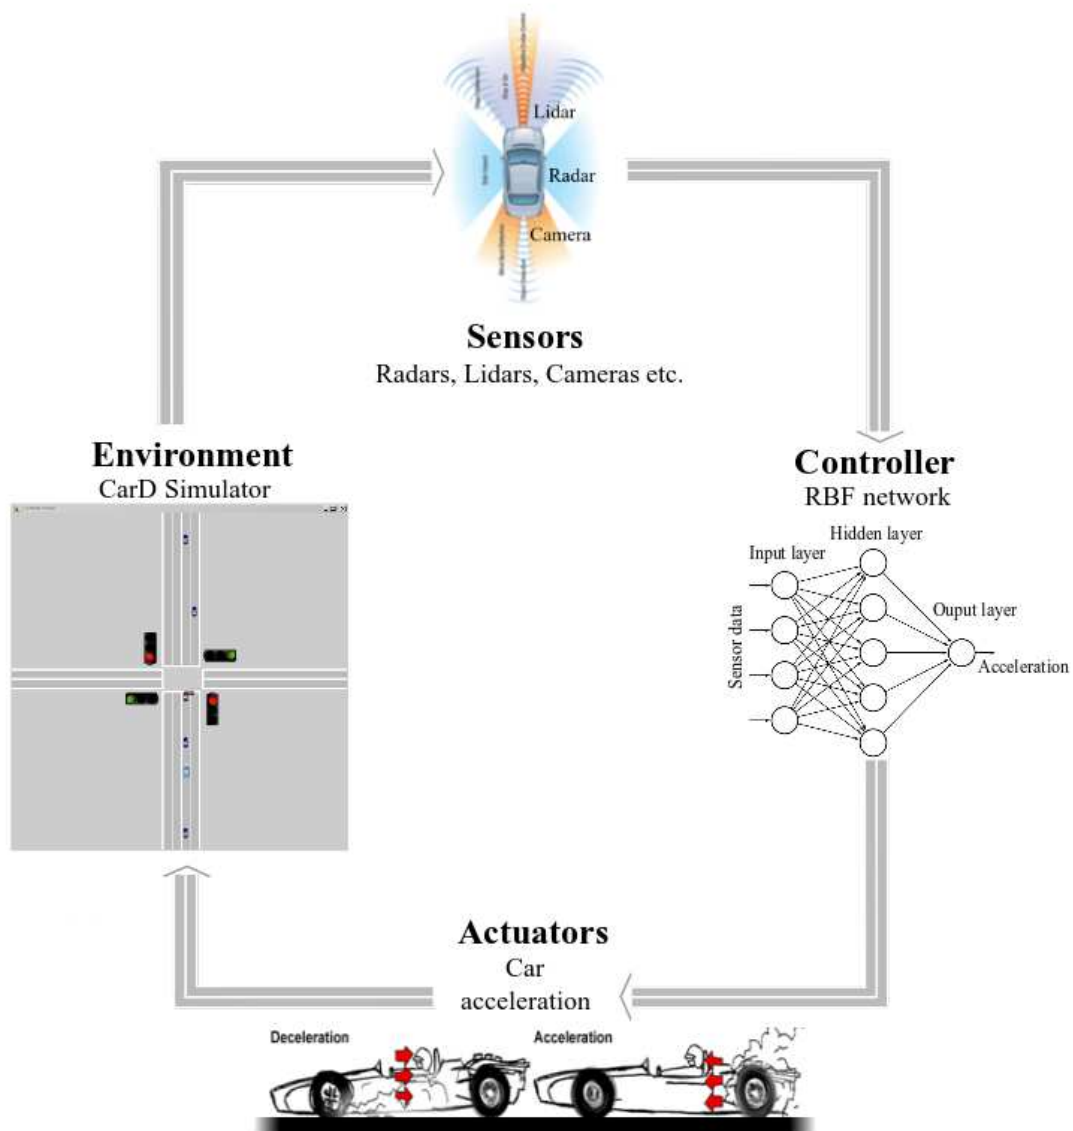 Lidar
Radar
Camera
Sensors
Radars, Lidars, Cameras etc.
Environment
CarD Simulator
Controller
RBF network
Hidden layer
Input layer
Ouput layer
Sensor data
Acceleration
Actuators
Car
acceleration
Deceleration
Acceleration